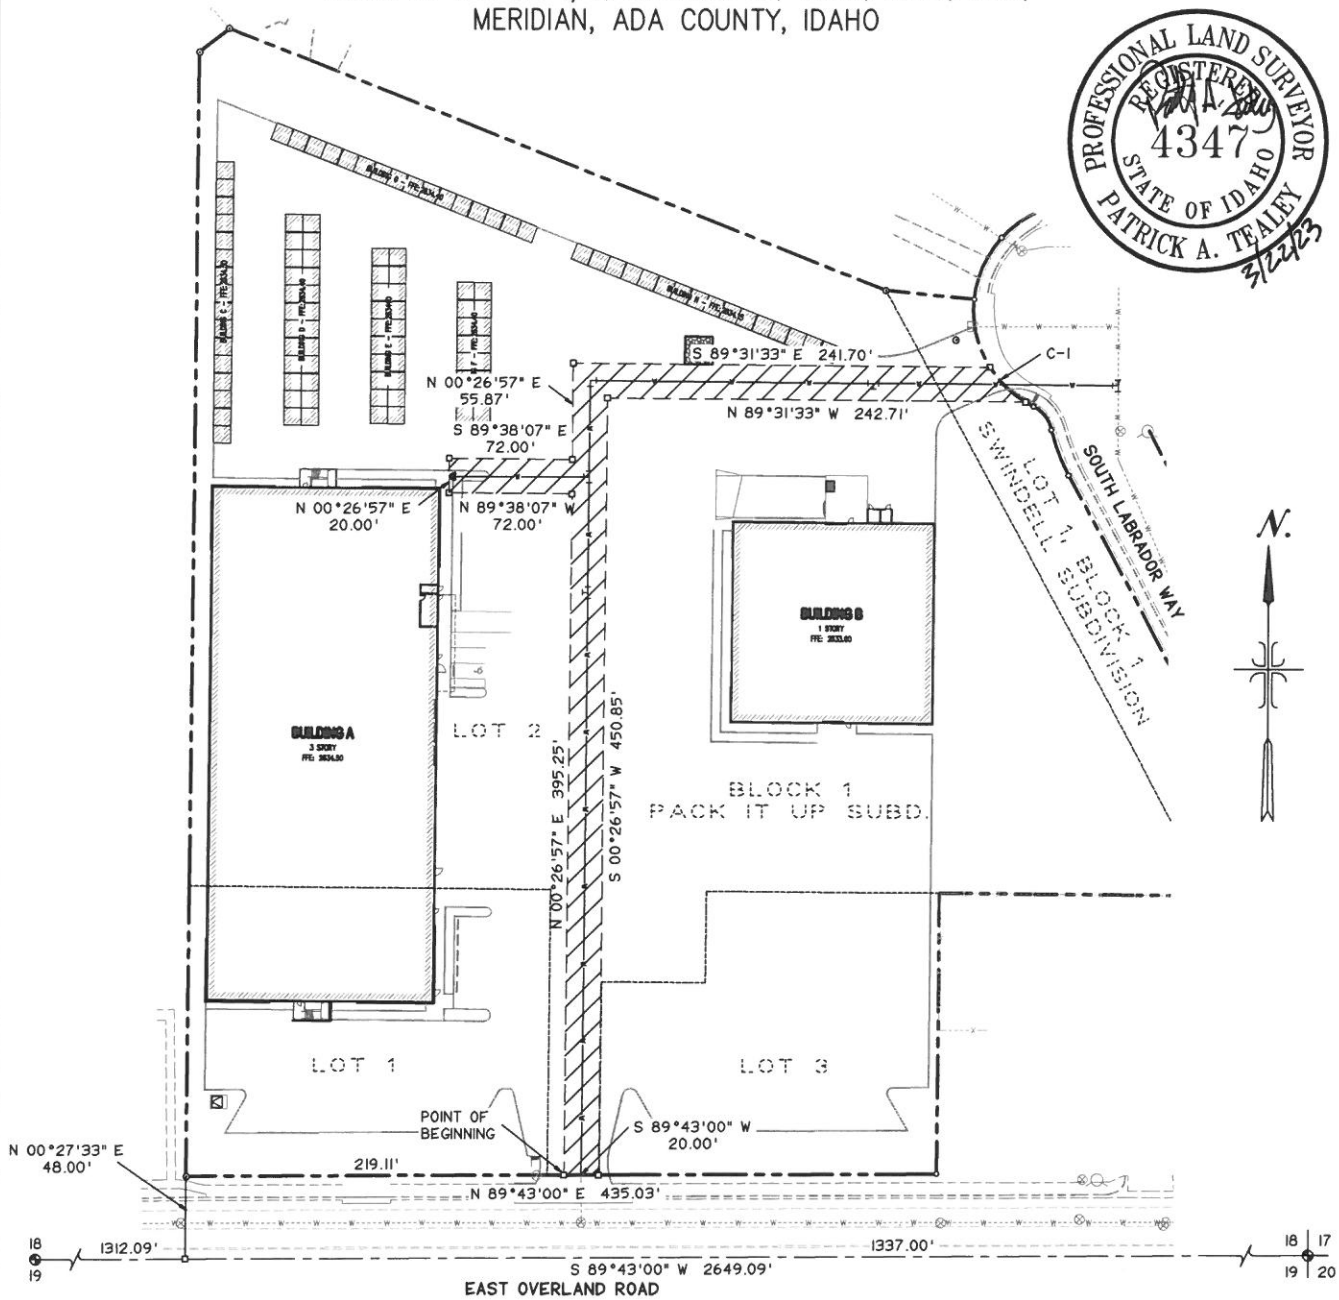 MERIDIAN, ADA COUNTY, IDAHO
PROFESSIONAL LAND SURVEYOR
REGISTERED
4347
STATE OF IDAHO
PATRICK A. TEALEY
3/22/23
S 89°31'33" E 241.70'
C-1
N 00°26'57" E
55.87'
N 89°31'33" W 242.71'
S 89°38'07" E
72.00'
N 00°26'57" E
20.00'
N 89°38'07" W
72.00'
SOUTH LABRADOR WAY
LOT 1, BLOCK 1
SWINDELL SUBDIVISION
N.
BUILDING B
1 STORY
FFE: 2633.60
BUILDING A
3 STORY
LOT 2
N 00°26'57" E 395.25'
S 00°26'57" W 450.85'
BLOCK 1
PACK IT UP SUBD.
LOT 1
LOT 3
POINT OF
BEGINNING
S 89°43'00" W
20.00'
N 00°27'33" E
48.00'
219.11'
N 89°43'00" E 435.03'
18
19
1312.09'
1337.00'
18 17
19 20
S 89°43'00" W 2649.09'
EAST OVERLAND ROAD